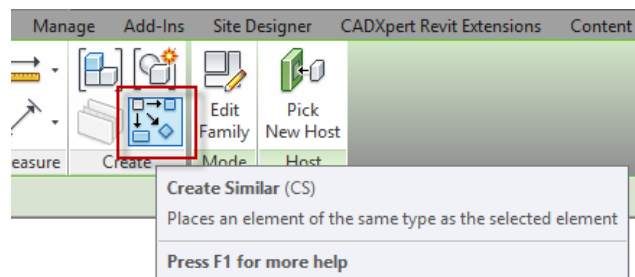 Manage Add-Ins Site Designer CADXpert Revit Extensions Content
Edit Family
Pick New Host
easure Create Mode Host
Create Similar (CS)
Places an element of the same type as the selected element
Press F1 for more help